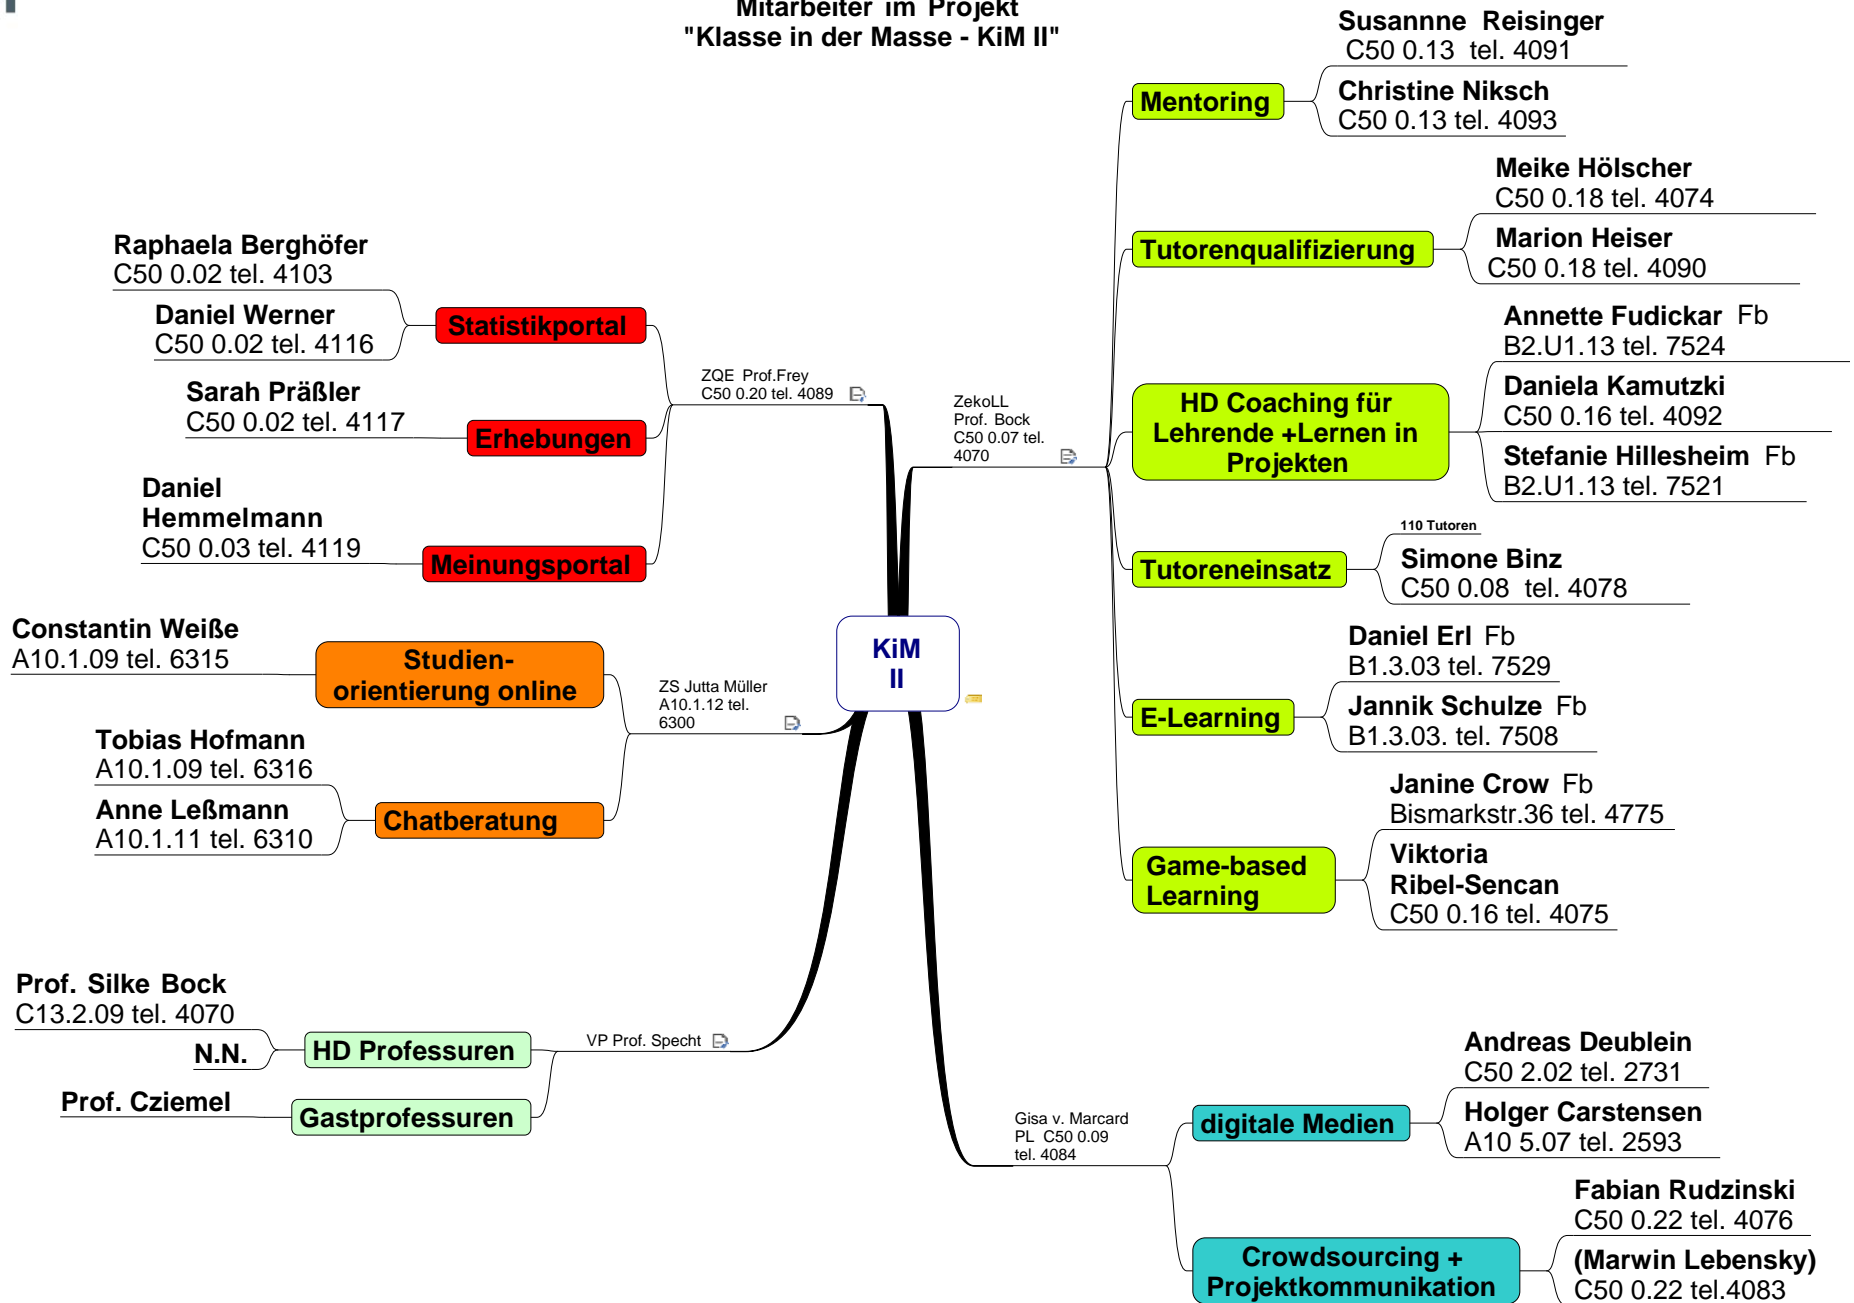 Mitarbeiter im Projekt
"Klasse in der Masse - KiM II"
Susannne Reisinger
C50 0.13 tel. 4091
Christine Niksch
C50 0.13 tel. 4093
Mentoring
Meike Hölscher
C50 0.18 tel. 4074
Marion Heiser
C50 0.18 tel. 4090
Tutorenqualifizierung
Annette Fudickar Fb
B2.U1.13 tel. 7524
Daniela Kamutzki
C50 0.16 tel. 4092
Stefanie Hillesheim Fb
B2.U1.13 tel. 7521
HD Coaching für
Lehrende +Lernen in
Projekten
110 Tutoren
Simone Binz
C50 0.08 tel. 4078
Tutoreneinsatz
Daniel Erl Fb
B1.3.03 tel. 7529
Jannik Schulze Fb
B1.3.03. tel. 7508
E-Learning
Janine Crow Fb
Bismarkstr.36 tel. 4775
Viktoria
Ribel-Sencan
C50 0.16 tel. 4075
Game-based
Learning
ZekoLL
Prof. Bock
C50 0.07 tel.
4070
Raphaela Berghöfer
C50 0.02 tel. 4103
Daniel Werner
C50 0.02 tel. 4116
Statistikportal
Sarah Präßler
C50 0.02 tel. 4117
Erhebungen
Daniel
Hemmelmann
C50 0.03 tel. 4119
Meinungsportal
ZQE Prof.Frey
C50 0.20 tel. 4089
KiM
II
Constantin Weiße
A10.1.09 tel. 6315
Studien-
orientierung online
Tobias Hofmann
A10.1.09 tel. 6316
Anne Leßmann
A10.1.11 tel. 6310
Chatberatung
ZS Jutta Müller
A10.1.12 tel.
6300
Prof. Silke Bock
C13.2.09 tel. 4070
N.N.
HD Professuren
Prof. Cziemel
Gastprofessuren
VP Prof. Specht
Gisa v. Marcard
PL C50 0.09
tel. 4084
Andreas Deublein
C50 2.02 tel. 2731
Holger Carstensen
A10 5.07 tel. 2593
digitale Medien
Fabian Rudzinski
C50 0.22 tel. 4076
(Marwin Lebensky)
C50 0.22 tel.4083
Crowdsourcing +
Projektkommunikation